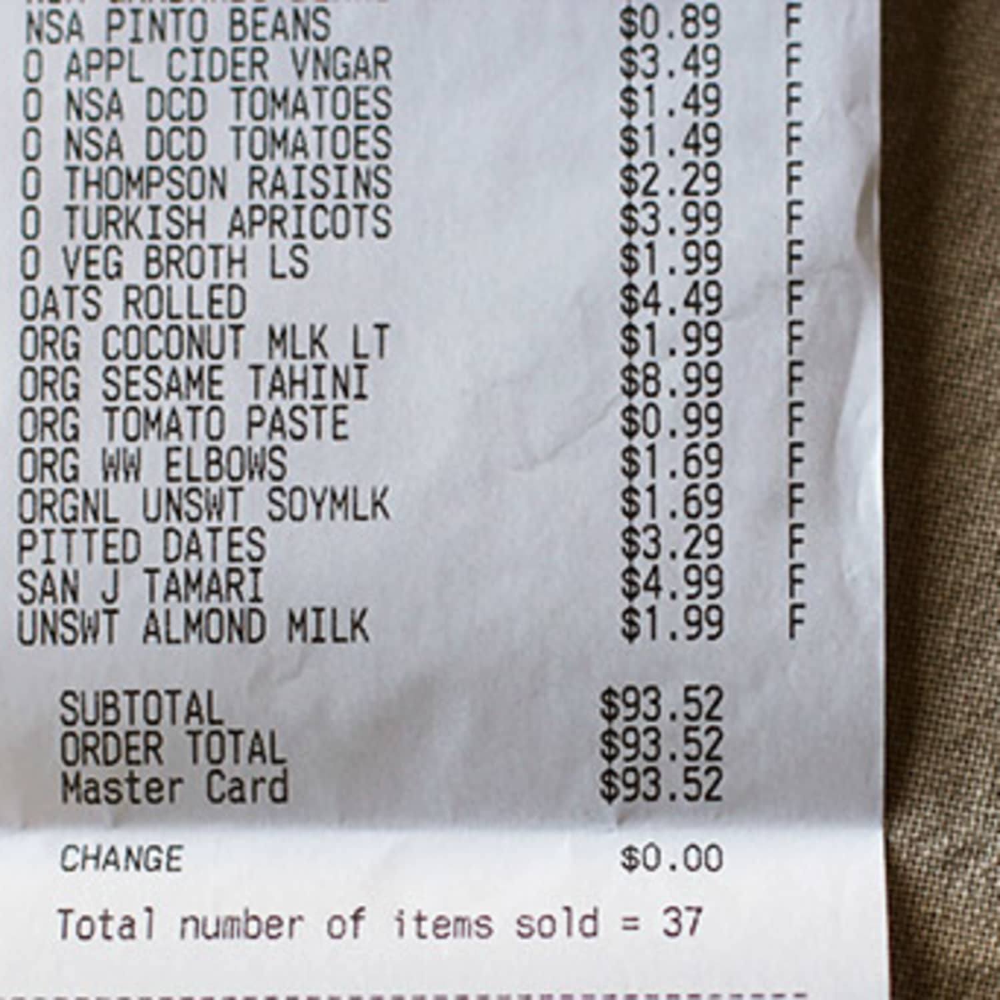 NSA PINTO BEANS $0.89 F
O APPL CIDER VNGAR $3.49 F
O NSA DCD TOMATOES $1.49 F
O NSA DCD TOMATOES $1.49 F
O THOMPSON RAISINS $2.29 F
O TURKISH APRICOTS $3.99 F
O VEG BROTH LS $1.99 F
OATS ROLLED $4.49 F
ORG COCONUT MLK LT $1.99 F
ORG SESAME TAHINI $8.99 F
ORG TOMATO PASTE $0.99 F
ORG WW ELBOWS $1.69 F
ORGNL UNSWT SOYMLK $1.69 F
PITTED DATES $3.29 F
SAN J TAMARI $4.99 F
UNSWT ALMOND MILK $1.99 F
SUBTOTAL $93.52
ORDER TOTAL $93.52
Master Card $93.52
CHANGE $0.00
Total number of items sold = 37